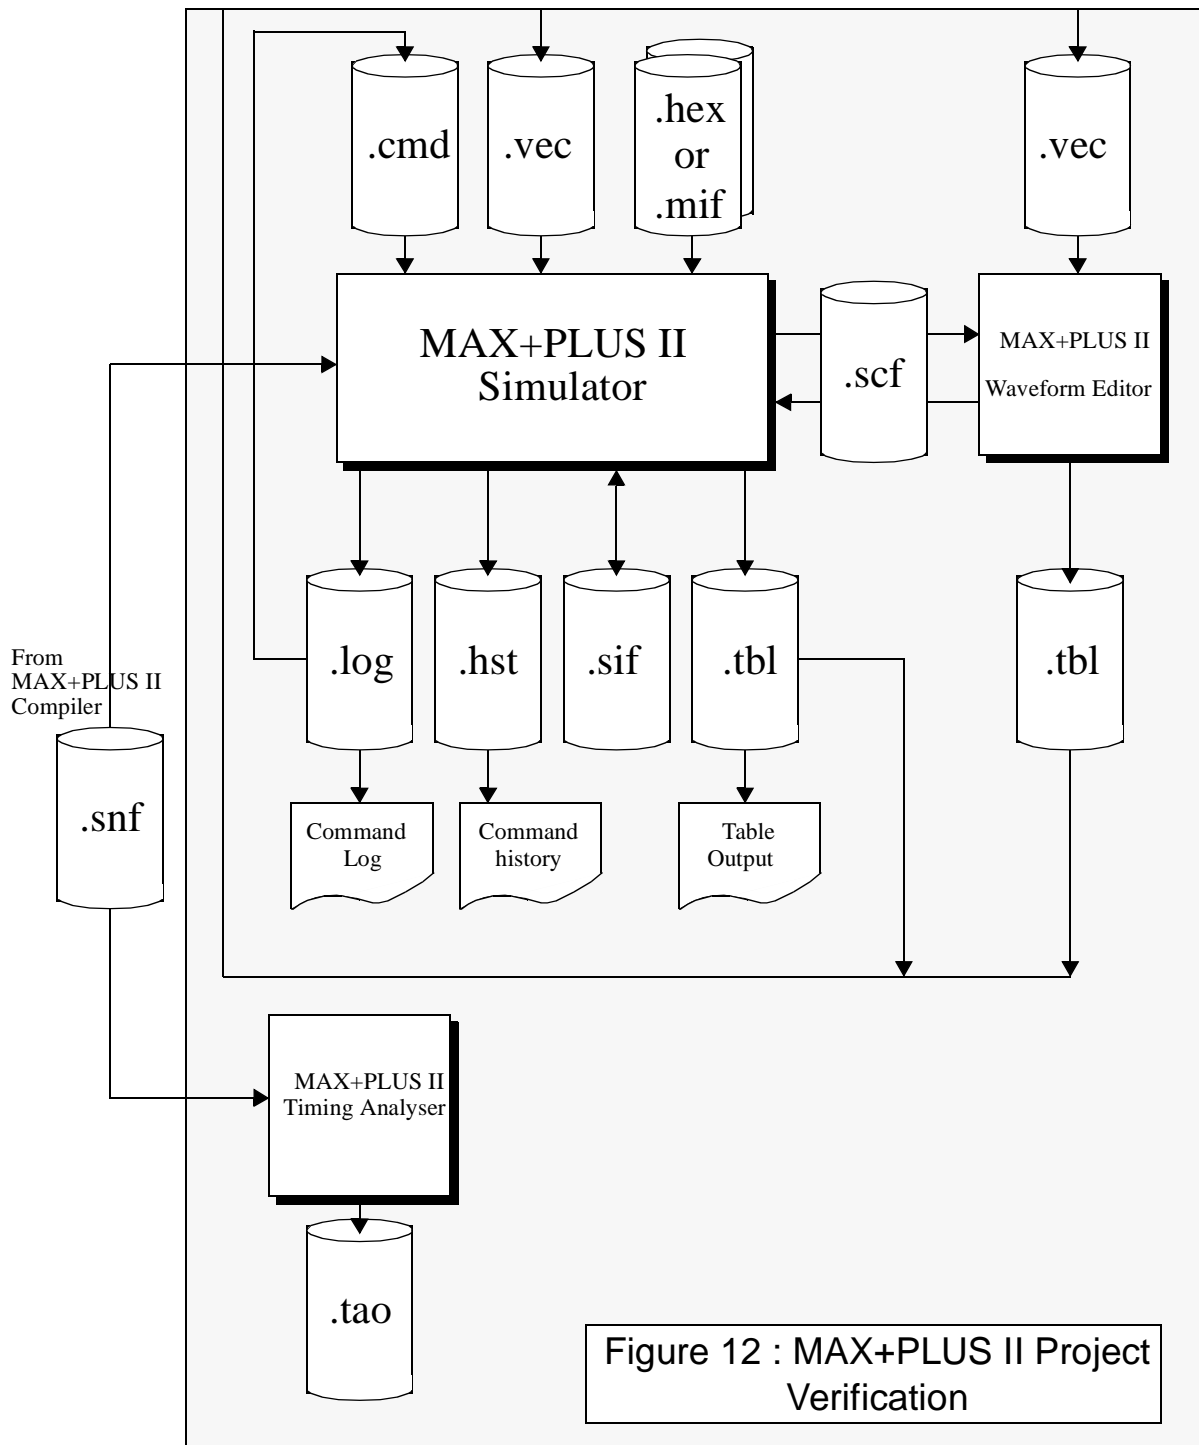 .cmd
.vec
.hex
or
.mif
.vec
MAX+PLUS II
Simulator
.scf
MAX+PLUS II
Waveform Editor
.log
.hst
.sif
.tbl
.tbl
From
MAX+PLUS II
Compiler
.snf
Command
Log
Command
history
Table
Output
MAX+PLUS II
Timing Analyser
.tao
Figure 12 : MAX+PLUS II Project
Verification